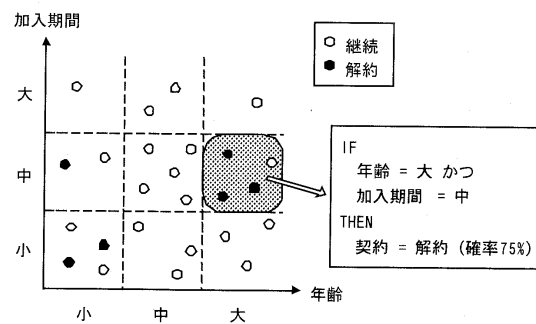 加入期間
継続
解約
大
中
小
IF
年齢 = 大 かつ
加入期間 = 中
THEN
契約 = 解約 (確率75%)
小
中
大
年齢